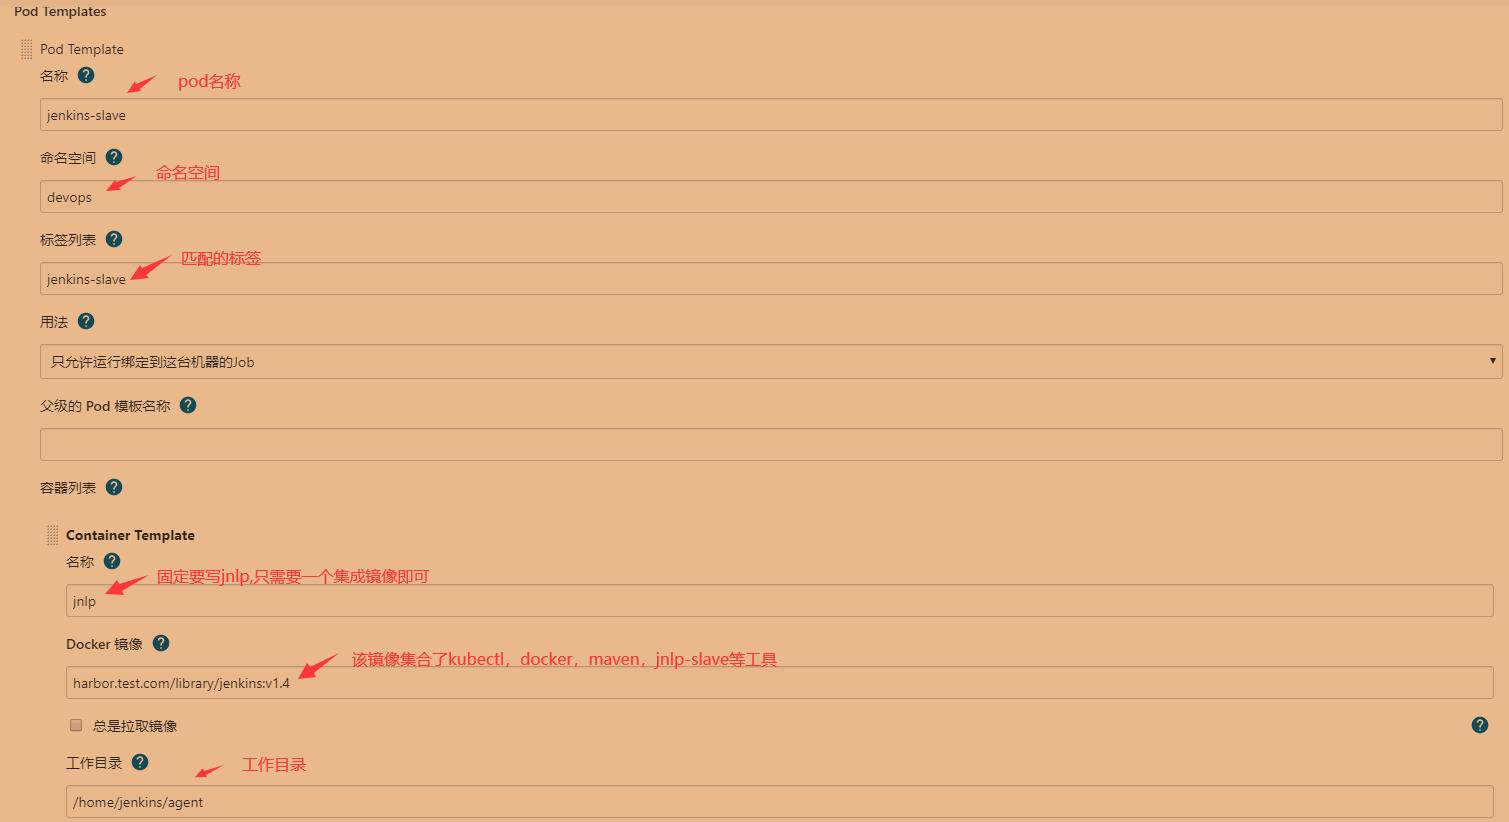 Pod Templates
Pod Template
名称
pod名称
jenkins-slave
命名空间
命名空间
devops
标签列表
匹配的标签
jenkins-slave
用法
只允许运行绑定到这台机器的Job
父级的 Pod 模板名称
容器列表
Container Template
名称
固定要写jnlp,只需要一个集成镜像即可
jnlp
Docker 镜像
该镜像集合了kubectl，docker，maven，jnlp-slave等工具
harbor.test.com/library/jenkins:v1.4
总是拉取镜像
工作目录
工作目录
/home/jenkins/agent